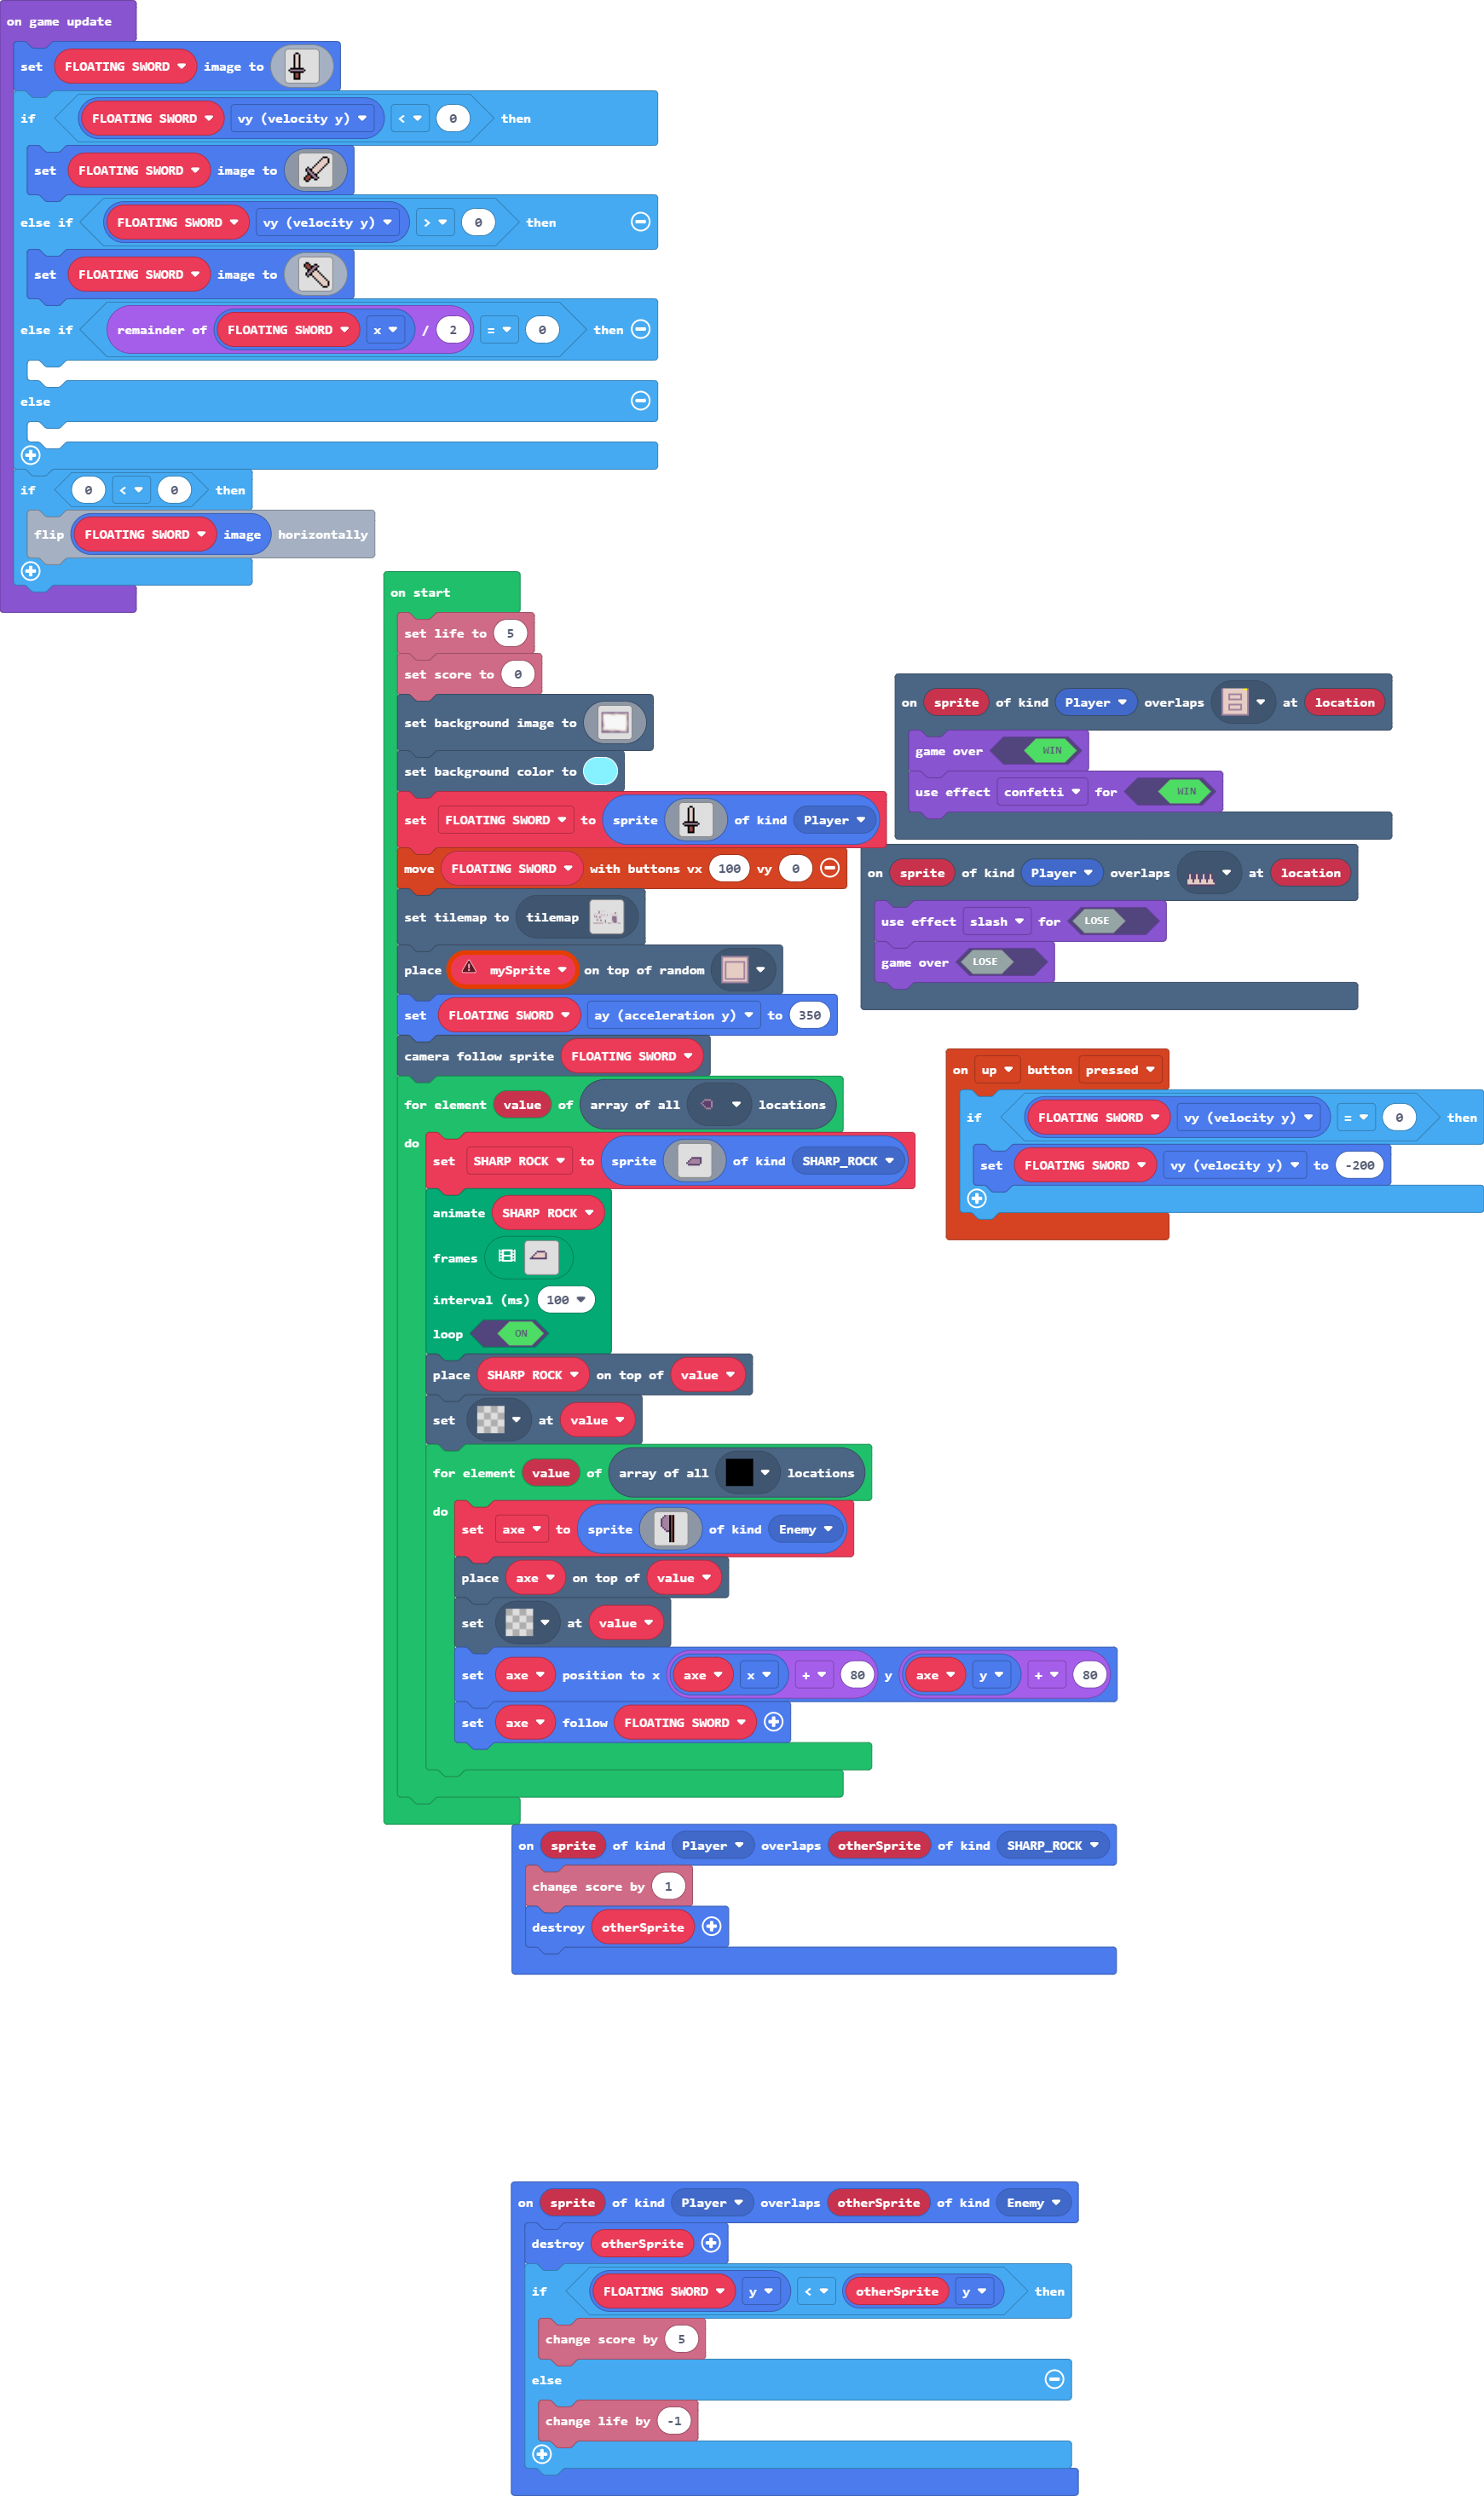 on game update
set FLOATING SWORD image to
if FLOATING SWORD vy (velocity y) < 0 then
set FLOATING SWORD image to
else if FLOATING SWORD vy (velocity y) > 0 then
set FLOATING SWORD image to
else if remainder of FLOATING SWORD x / 2 = 0 then
else
if 0 < 0 then
flip FLOATING SWORD image horizontally
on start
set life to 5
set score to 0
set background image to
set background color to
set FLOATING SWORD to sprite of kind Player
move FLOATING SWORD with buttons vx 100 vy 0
set tilemap to tilemap
place mySprite on top of random
set FLOATING SWORD ay (acceleration y) to 350
camera follow sprite FLOATING SWORD
for element value of array of all locations
do
set SHARP ROCK to sprite of kind SHARP_ROCK
animate SHARP ROCK
frames
interval (ms) 100
loop ON
place SHARP ROCK on top of value
set at value
for element value of array of all locations
do
set axe to sprite of kind Enemy
place axe on top of value
set at value
set axe position to x axe x + 80 y axe y + 80
set axe follow FLOATING SWORD
on sprite of kind Player overlaps at location
game over WIN
use effect confetti for WIN
on sprite of kind Player overlaps at location
use effect slash for LOSE
game over LOSE
on up button pressed
if FLOATING SWORD vy (velocity y) = 0 then
set FLOATING SWORD vy (velocity y) to -200
on sprite of kind Player overlaps otherSprite of kind SHARP_ROCK
change score by 1
destroy otherSprite
on sprite of kind Player overlaps otherSprite of kind Enemy
destroy otherSprite
if FLOATING SWORD y < otherSprite y then
change score by 5
else
change life by -1